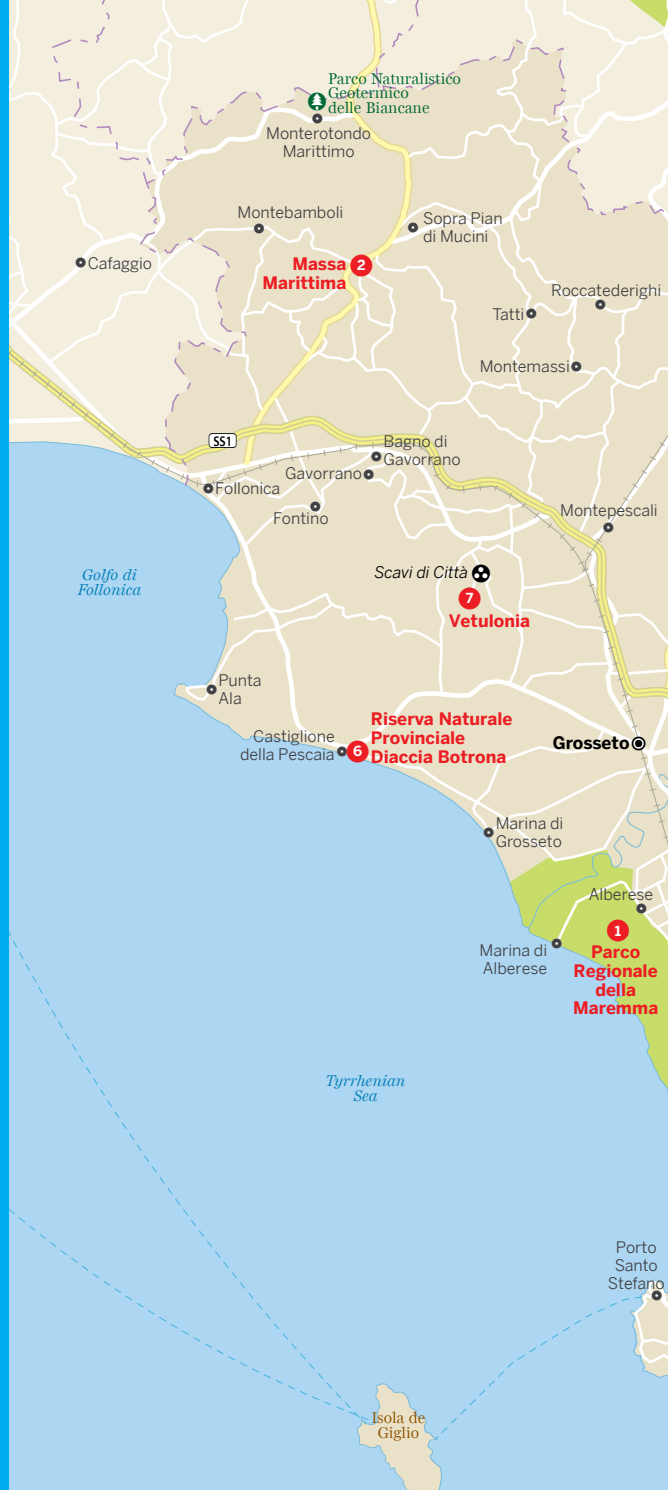 Parco Naturalistico
Geotermico
delle Biancane
Monterotondo
Marittimo
Montebamboli
Sopra Pian
di Mucini
Cafaggio
Massa
Marittima
2
Roccatederighi
Tatti
Montemassi
SS1
Bagno di
Gavorrano
Gavorrano
Follonica
Fontino
Montepescali
Golfo di
Follonica
Scavi di Città
7
Vetulonia
Punta
Ala
Riserva Naturale
Provinciale
Diaccia Botrona
6
Castiglione
della Pescaia
Grosseto
Marina di
Grosseto
Alberese
1
Parco
Regionale
della
Maremma
Marina di
Alberese
Tyrrhenian
Sea
Porto
Santo
Stefano
Isola de
Giglio